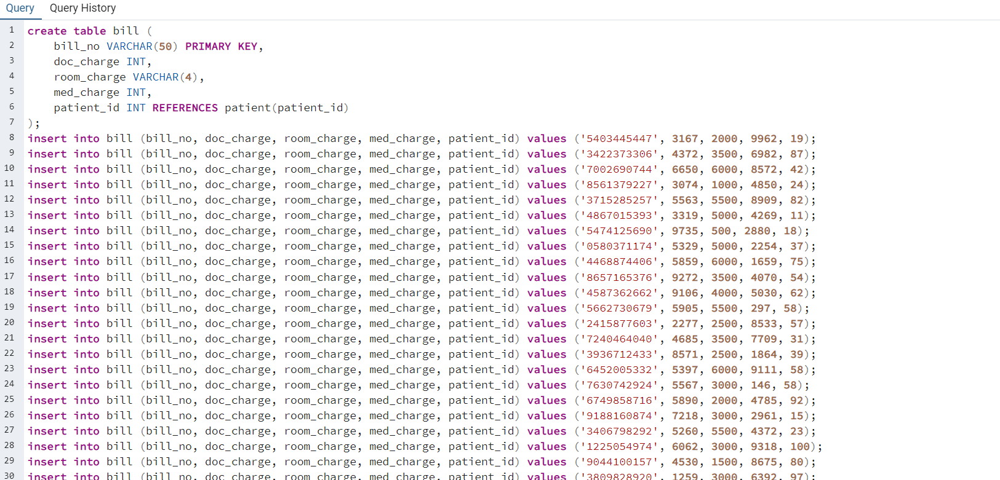 Query Query History
1 create table bill (
2 bill_no VARCHAR(50) PRIMARY KEY,
3 doc_charge INT,
4 room_charge VARCHAR(4),
5 med_charge INT,
6 patient_id INT REFERENCES patient(patient_id)
7 );
8 insert into bill (bill_no, doc_charge, room_charge, med_charge, patient_id) values ('5403445447', 3167, 2000, 9962, 19);
9 insert into bill (bill_no, doc_charge, room_charge, med_charge, patient_id) values ('3422373306', 4372, 3500, 6982, 87);
10 insert into bill (bill_no, doc_charge, room_charge, med_charge, patient_id) values ('7002690744', 6650, 6000, 8572, 42);
11 insert into bill (bill_no, doc_charge, room_charge, med_charge, patient_id) values ('8561379227', 3074, 1000, 4850, 24);
12 insert into bill (bill_no, doc_charge, room_charge, med_charge, patient_id) values ('3715285257', 5563, 5500, 8909, 82);
13 insert into bill (bill_no, doc_charge, room_charge, med_charge, patient_id) values ('4867015393', 3319, 5000, 4269, 11);
14 insert into bill (bill_no, doc_charge, room_charge, med_charge, patient_id) values ('5474125690', 9735, 500, 2880, 18);
15 insert into bill (bill_no, doc_charge, room_charge, med_charge, patient_id) values ('0580371174', 5329, 5000, 2254, 37);
16 insert into bill (bill_no, doc_charge, room_charge, med_charge, patient_id) values ('4468874406', 5859, 6000, 1659, 75);
17 insert into bill (bill_no, doc_charge, room_charge, med_charge, patient_id) values ('8657165376', 9272, 3500, 4070, 54);
18 insert into bill (bill_no, doc_charge, room_charge, med_charge, patient_id) values ('4587362662', 9106, 4000, 5030, 62);
19 insert into bill (bill_no, doc_charge, room_charge, med_charge, patient_id) values ('5662730679', 5905, 5500, 297, 58);
20 insert into bill (bill_no, doc_charge, room_charge, med_charge, patient_id) values ('2415877603', 2277, 2500, 8533, 57);
21 insert into bill (bill_no, doc_charge, room_charge, med_charge, patient_id) values ('7240464040', 4685, 3500, 7709, 31);
22 insert into bill (bill_no, doc_charge, room_charge, med_charge, patient_id) values ('3936712433', 8571, 2500, 1864, 39);
23 insert into bill (bill_no, doc_charge, room_charge, med_charge, patient_id) values ('6452005332', 5397, 6000, 9111, 58);
24 insert into bill (bill_no, doc_charge, room_charge, med_charge, patient_id) values ('7630742924', 5567, 3000, 146, 58);
25 insert into bill (bill_no, doc_charge, room_charge, med_charge, patient_id) values ('6749858716', 5890, 2000, 4785, 92);
26 insert into bill (bill_no, doc_charge, room_charge, med_charge, patient_id) values ('9188160874', 7218, 3000, 2961, 15);
27 insert into bill (bill_no, doc_charge, room_charge, med_charge, patient_id) values ('3406798292', 5260, 5500, 4372, 23);
28 insert into bill (bill_no, doc_charge, room_charge, med_charge, patient_id) values ('1225054974', 6062, 3000, 9318, 100);
29 insert into bill (bill_no, doc_charge, room_charge, med_charge, patient_id) values ('9044100157', 4530, 1500, 8675, 80);
30 insert into bill (bill_no, doc_charge, room_charge, med_charge, patient_id) values ('3809828920', 1259, 3000, 6392, 97);